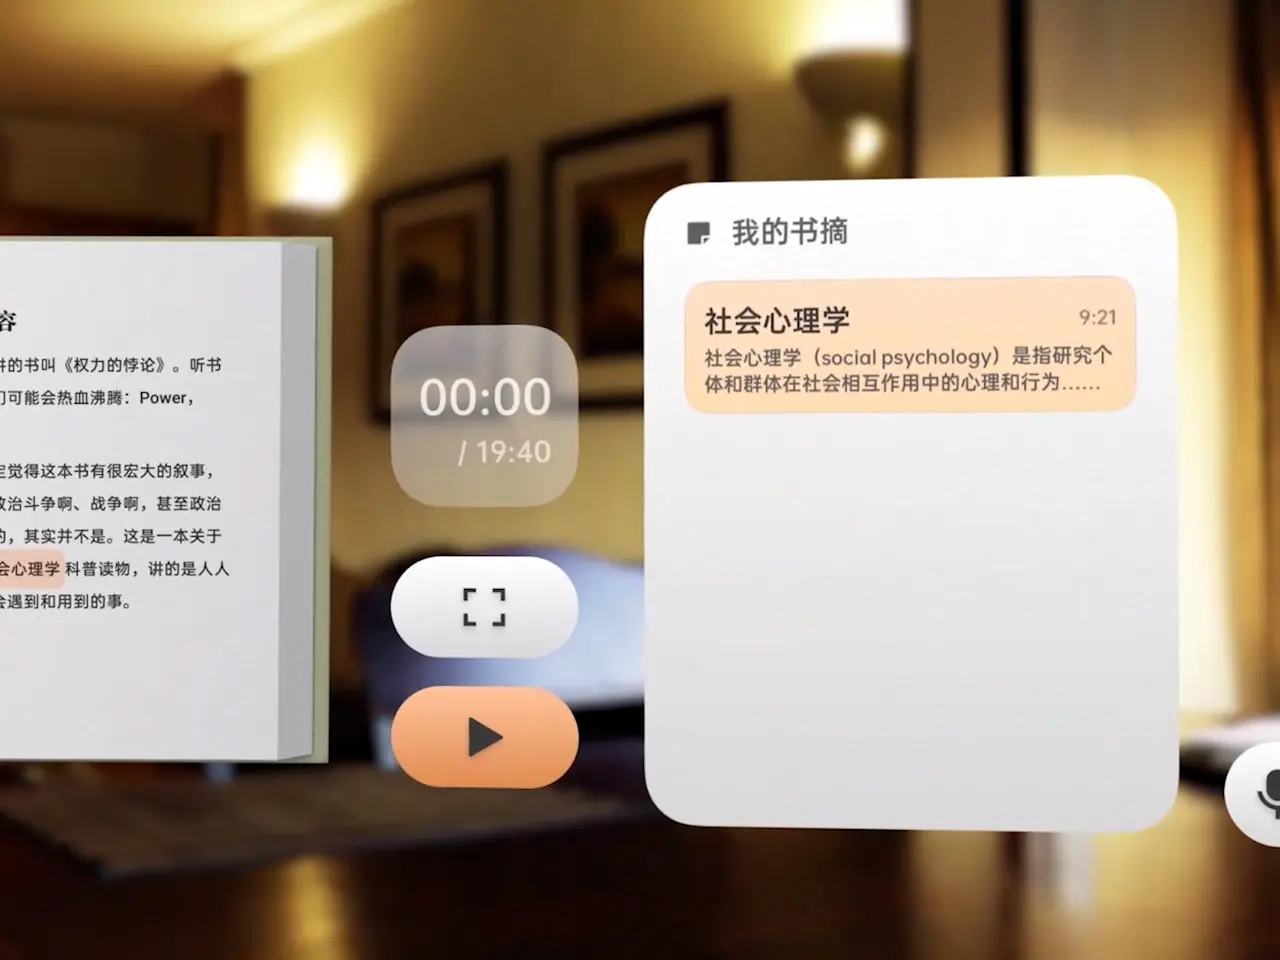 容
讲的书叫《权力的悖论》。听书
们可能会热血沸腾：Power，
定觉得这本书有很宏大的叙事，
政治斗争啊、战争啊，甚至政治
的，其实并不是。这是一本关于
会心理学科普读物，讲的是人人
会遇到和用到的事。
00:00
/ 19:40
我的书摘
社会心理学
9:21
社会心理学（social psychology）是指研究个
体和群体在社会相互作用中的心理和行为……